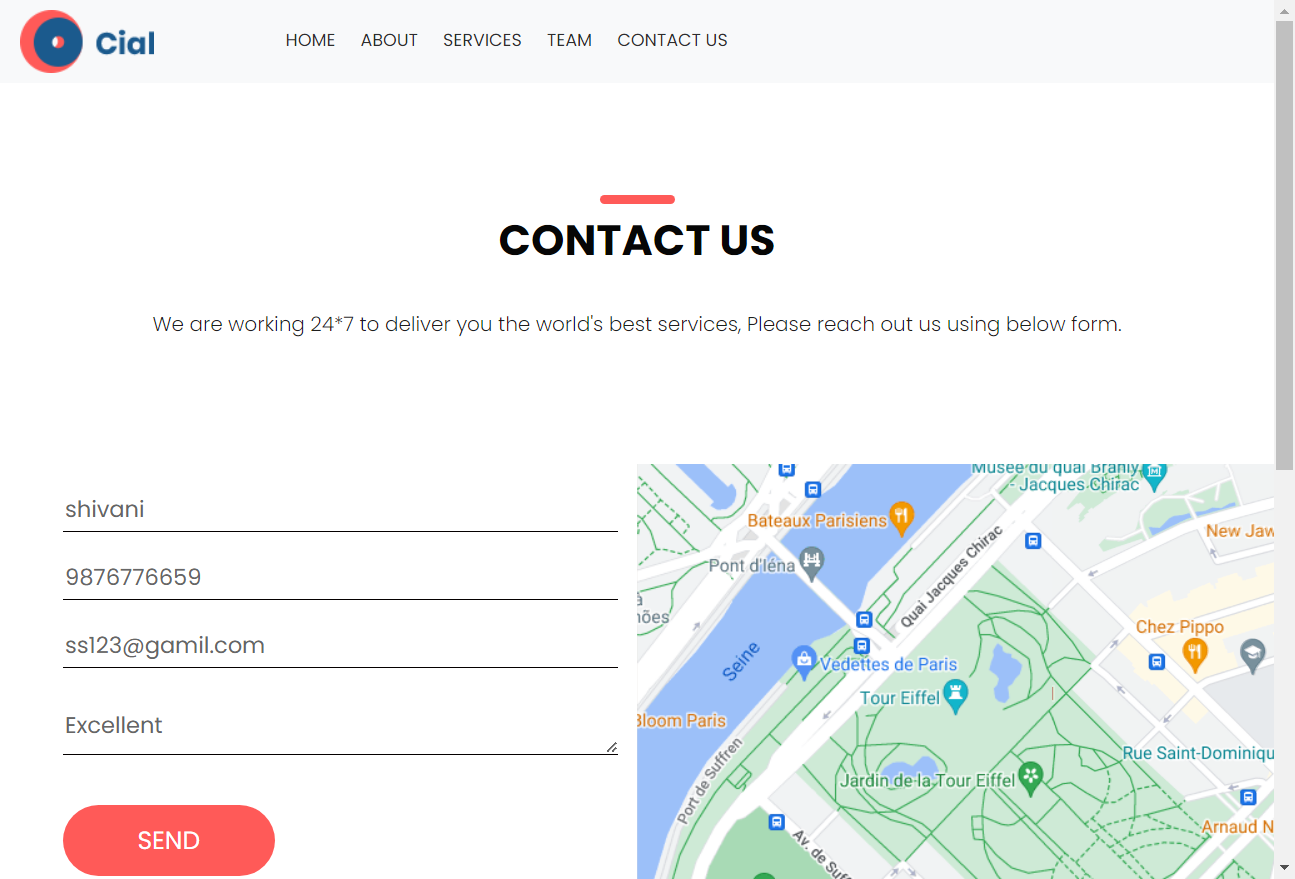 Cial
HOME ABOUT SERVICES TEAM CONTACT US
CONTACT US
We are working 24*7 to deliver you the world's best services, Please reach out us using below form.
shivani
9876776659
ss123@gamil.com
Excellent
SEND
Musée du quai Branly
- Jacques Chirac
Bateaux Parisiens
New Jaw
Pont d'Iéna
Quai Jacques Chirac
à
nões
Chez Pippo
Seine
Vedettes de Paris
Tour Eiffel
Bloom Paris
Rue Saint-Dominiqu
Port de Suffren
Jardin de la Tour Eiffel
Arnaud N
Av. de Suff